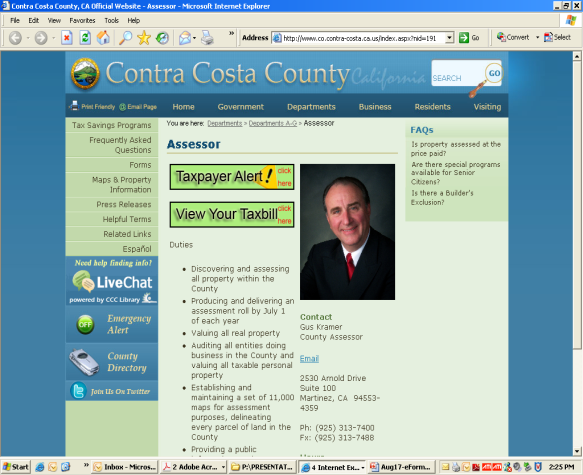 Contra Costa County, CA Official Website - Assessor - Microsoft Internet Explorer
File Edit View Favorites Tools Help
Address http://www.co.contra-costa.ca.us/index.aspx?nid=191 Go Convert Select
Contra Costa County California
SEARCH GO
Print Friendly @ Email Page Home Government Departments Business Residents Visiting
You are here: Departments > Departments A-G > Assessor
Tax Savings Programs
Frequently Asked
Questions
Forms
Maps & Property
Information
Press Releases
Helpful Terms
Related Links
Español
Need help finding info?
LiveChat
powered by CCC Library
OFF
Emergency
Alert
County
Directory
Join Us On Twitter
Assessor
Taxpayer Alert! click
here
View Your Taxbill click
here
Duties
• Discovering and assessing
all property within the
County
• Producing and delivering an
assessment roll by July 1
of each year
• Valuing all real property
• Auditing all entities doing
business in the County and
valuing all taxable personal
property
• Establishing and
maintaining a set of 11,000
maps for assessment
purposes, delineating
every parcel of land in the
County
• Providing a public
Contact
Gus Kramer
County Assessor
Email
2530 Arnold Drive
Suite 100
Martinez, CA 94553-
4359
Ph: (925) 313-7400
Fx: (925) 313-7488
FAQs
Is property assessed at the
price paid?
Are there special programs
available for Senior
Citizens?
Is there a Builder's
Exclusion?
Start Inbox - Micros... 2 Adobe Acr... P:\PRESENTAT... 4 Internet Ex... Aug17-eForm... 2:25 PM